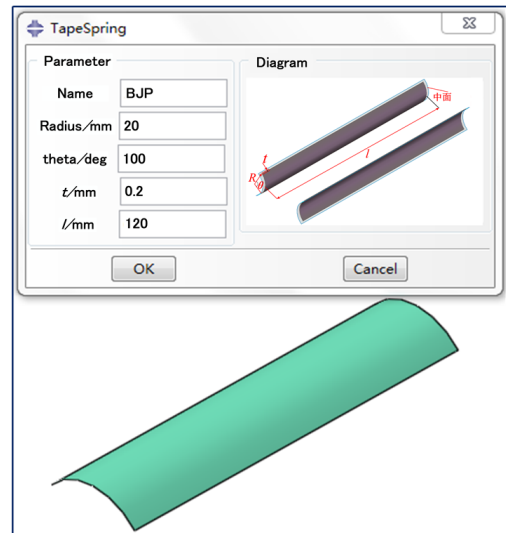 TapeSpring
Parameter
Name BJP
Radius/mm 20
theta/deg 100
t/mm 0.2
l/mm 120
Diagram
中面
t
R
θ
l
OK
Cancel